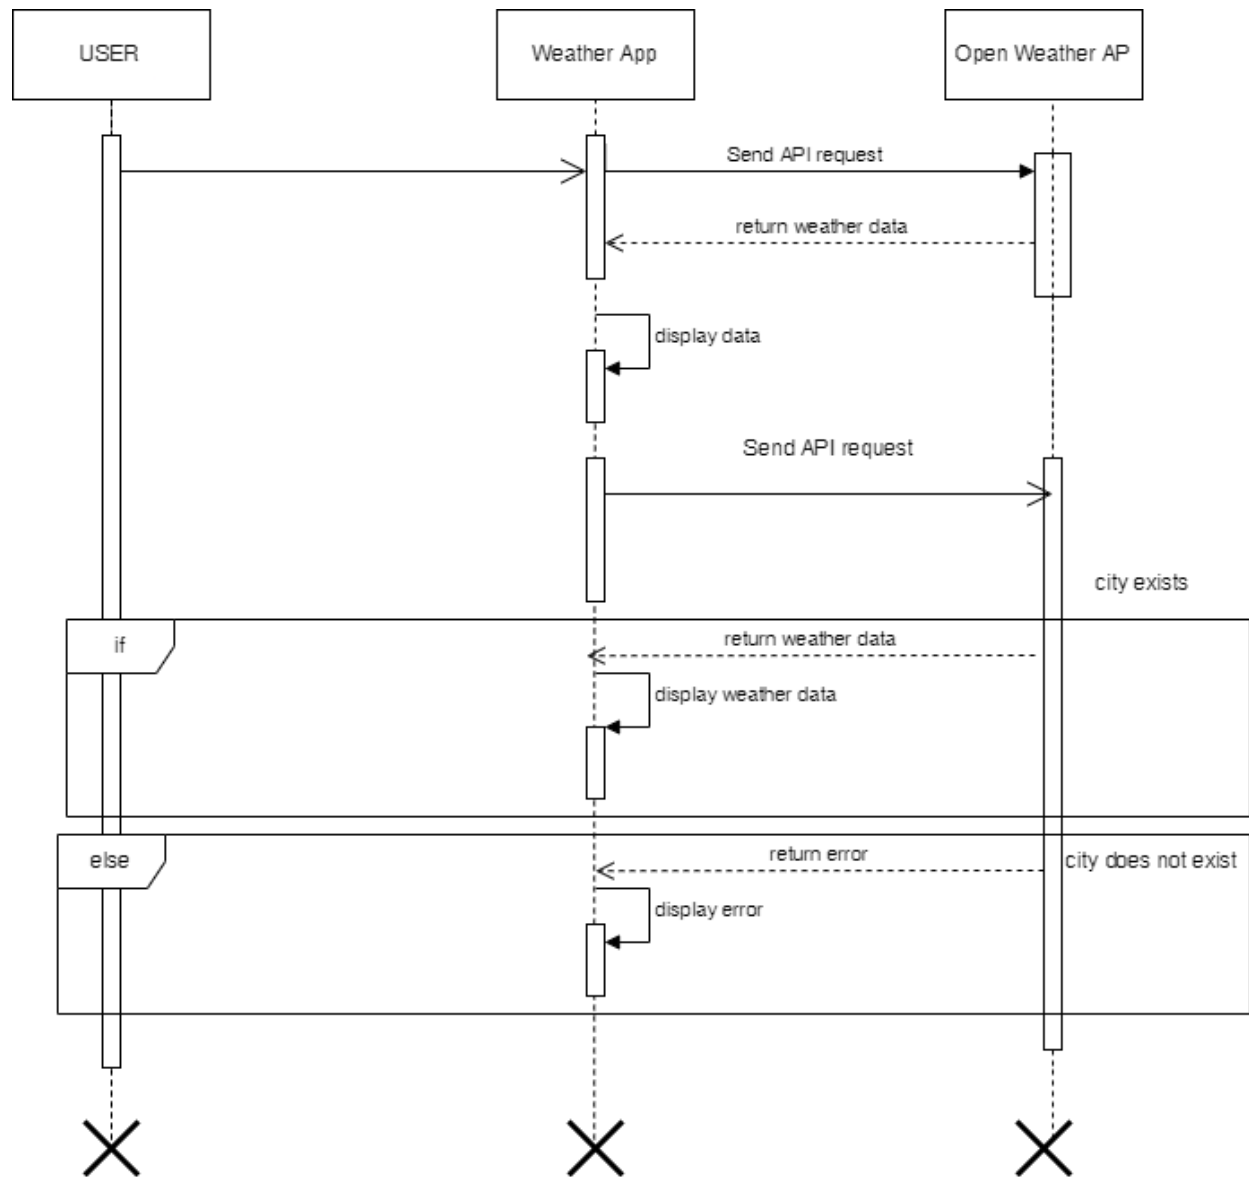 USER
Weather App
Open Weather AP
Send API request
return weather data
display data
Send API request
city exists
if
return weather data
display weather data
else
return error
city does not exist
display error